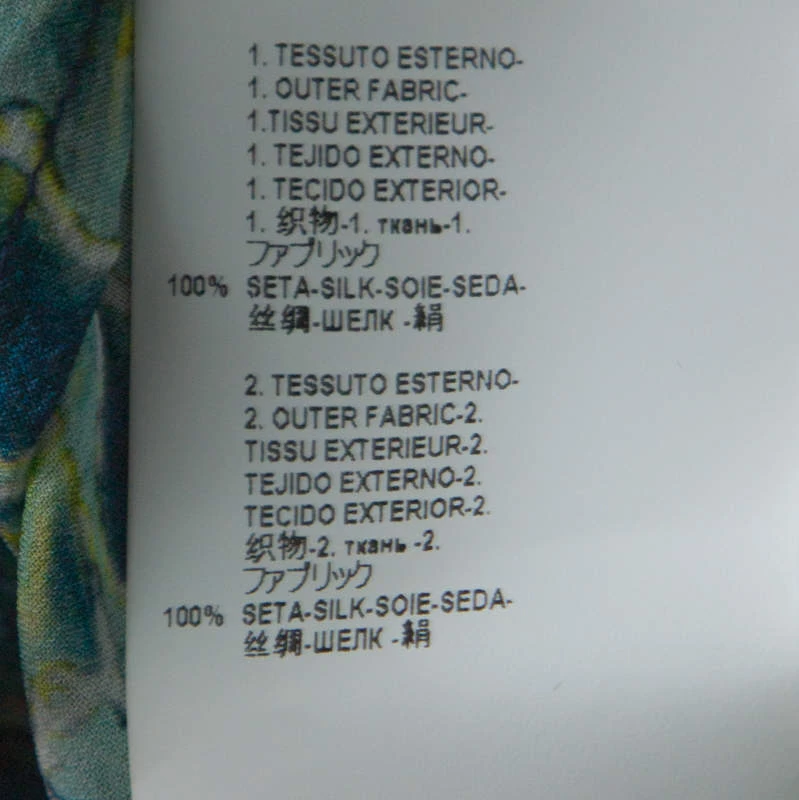 1. TESSUTO ESTERNO-
1. OUTER FABRIC-
1.TISSU EXTERIEUR-
1. TEJIDO EXTERNO-
1. TECIDO EXTERIOR-
1. 织物-1. ткань-1.
ファブリック
100% SETA-SILK-SOIE-SEDA-
丝绸-ШЕЛК -絹
2. TESSUTO ESTERNO-
2. OUTER FABRIC-2.
TISSU EXTERIEUR-2.
TEJIDO EXTERNO-2.
TECIDO EXTERIOR-2.
织物-2. ткань -2.
ファブリック
100% SETA-SILK-SOIE-SEDA-
丝绸-ШЕЛК -絹